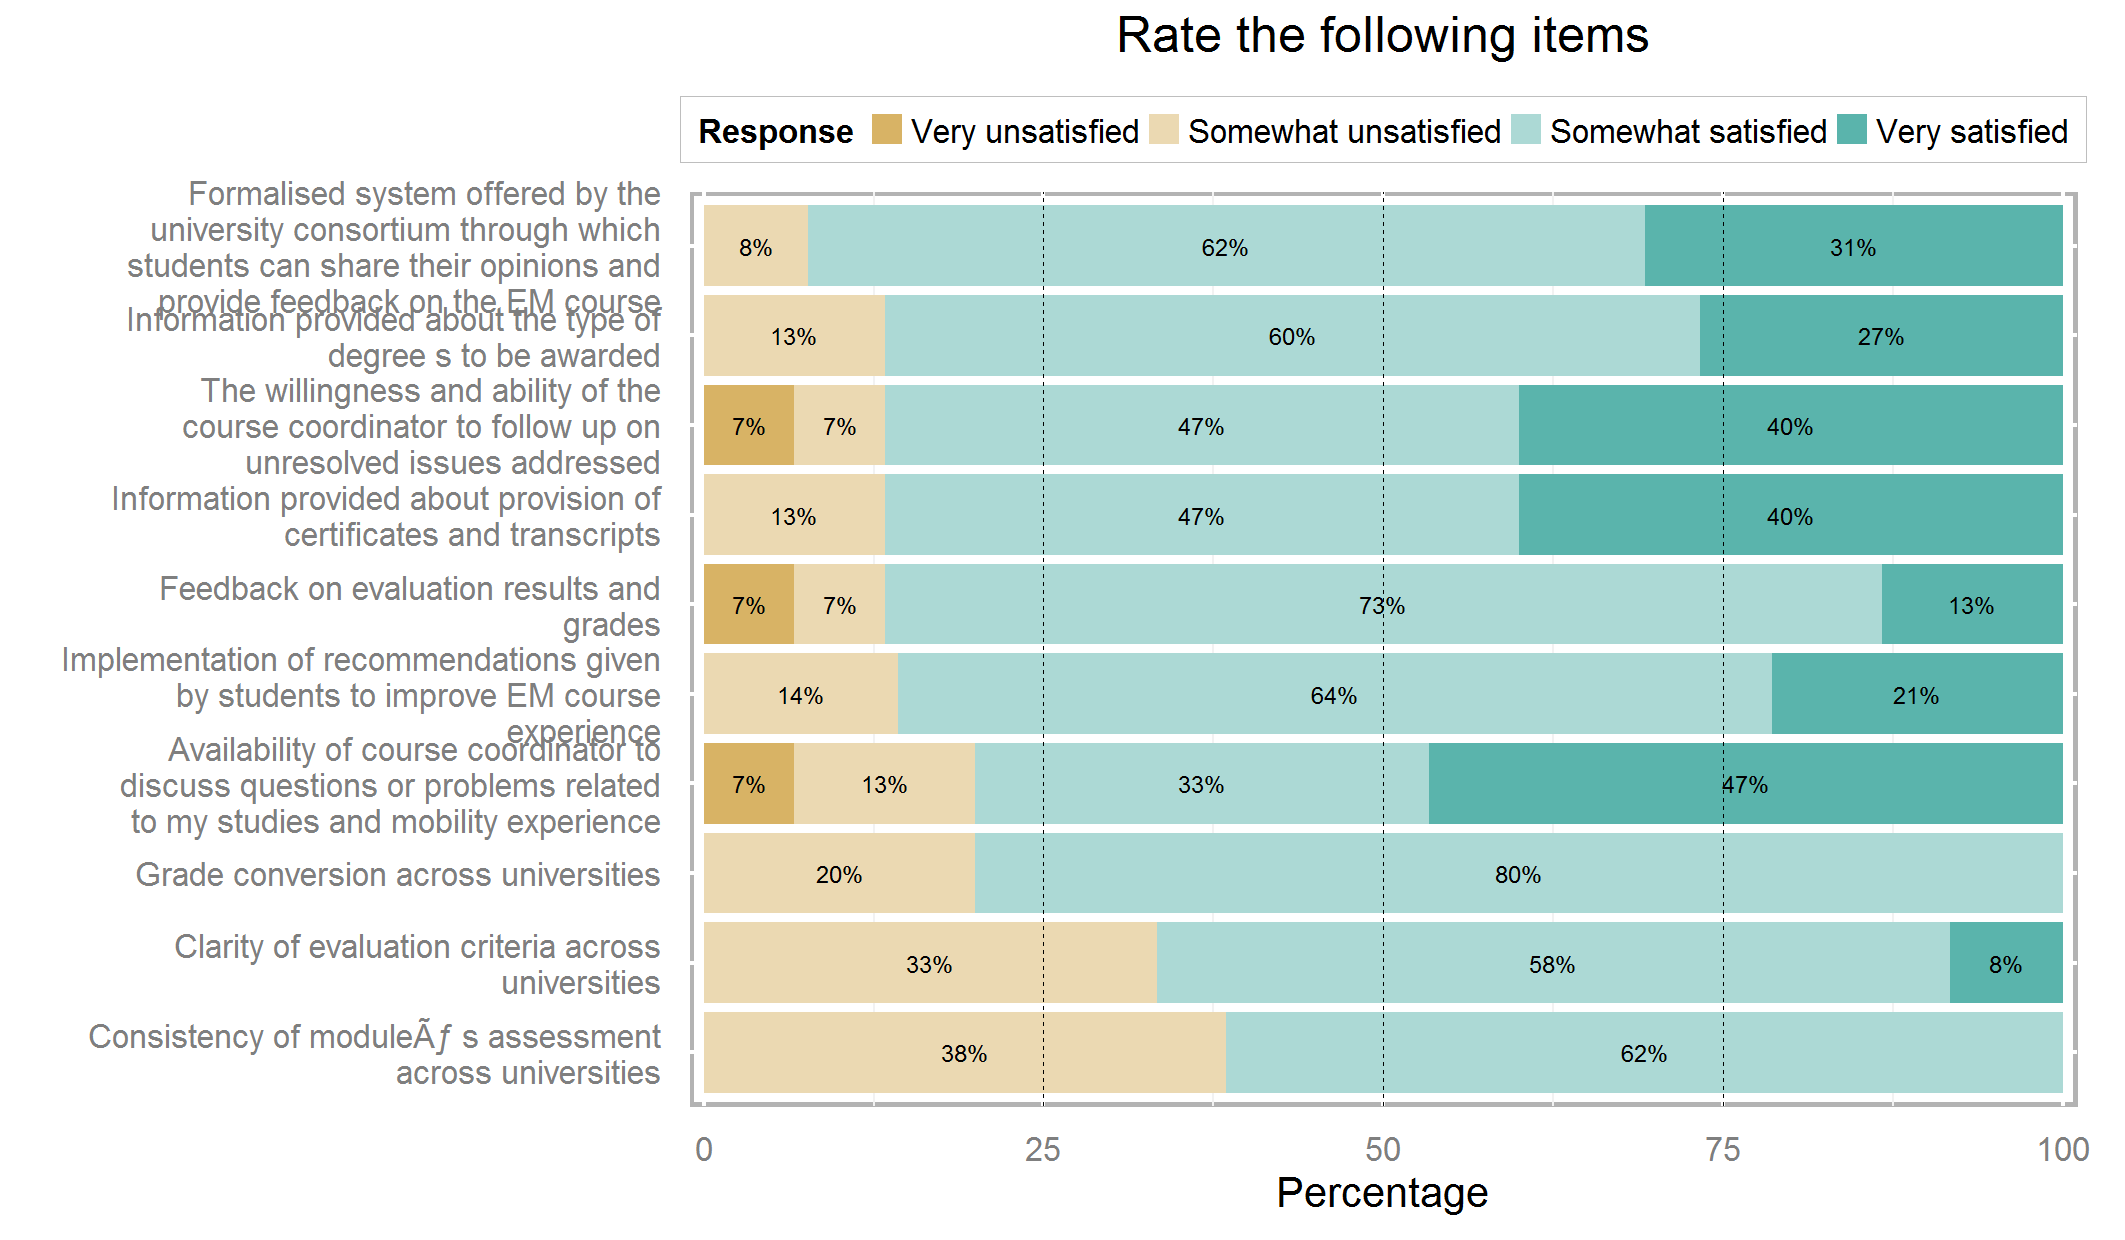 Rate the following items
Response Very unsatisfied Somewhat unsatisfied Somewhat satisfied Very satisfied
Formalised system offered by the
university consortium through which
students can share their opinions and
provide feedback on the EM course
8% 62% 31%
Information provided about the type of
degree s to be awarded
13% 60% 27%
The willingness and ability of the
course coordinator to follow up on
unresolved issues addressed
7% 7% 47% 40%
Information provided about provision of
certificates and transcripts
13% 47% 40%
Feedback on evaluation results and
grades
7% 7% 73% 13%
Implementation of recommendations given
by students to improve EM course
experience
14% 64% 21%
Availability of course coordinator to
discuss questions or problems related
to my studies and mobility experience
7% 13% 33% 47%
Grade conversion across universities
20% 80%
Clarity of evaluation criteria across
universities
33% 58% 8%
Consistency of moduleÃƒ s assessment
across universities
38% 62%
0 25 50 75 100
Percentage